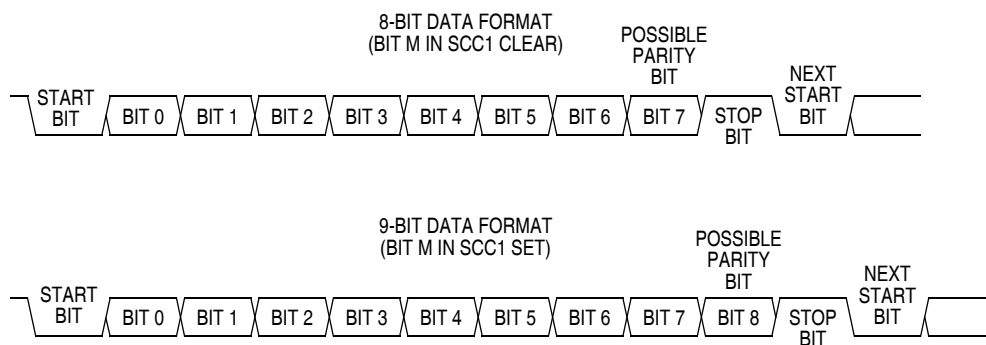 8-BIT DATA FORMAT
(BIT M IN SCC1 CLEAR)
POSSIBLE
PARITY
BIT
NEXT
START
BIT
START
BIT
BIT 0
BIT 1
BIT 2
BIT 3
BIT 4
BIT 5
BIT 6
BIT 7
STOP
BIT
9-BIT DATA FORMAT
(BIT M IN SCC1 SET)
POSSIBLE
PARITY
BIT
NEXT
START
BIT
START
BIT
BIT 0
BIT 1
BIT 2
BIT 3
BIT 4
BIT 5
BIT 6
BIT 7
BIT 8
STOP
BIT